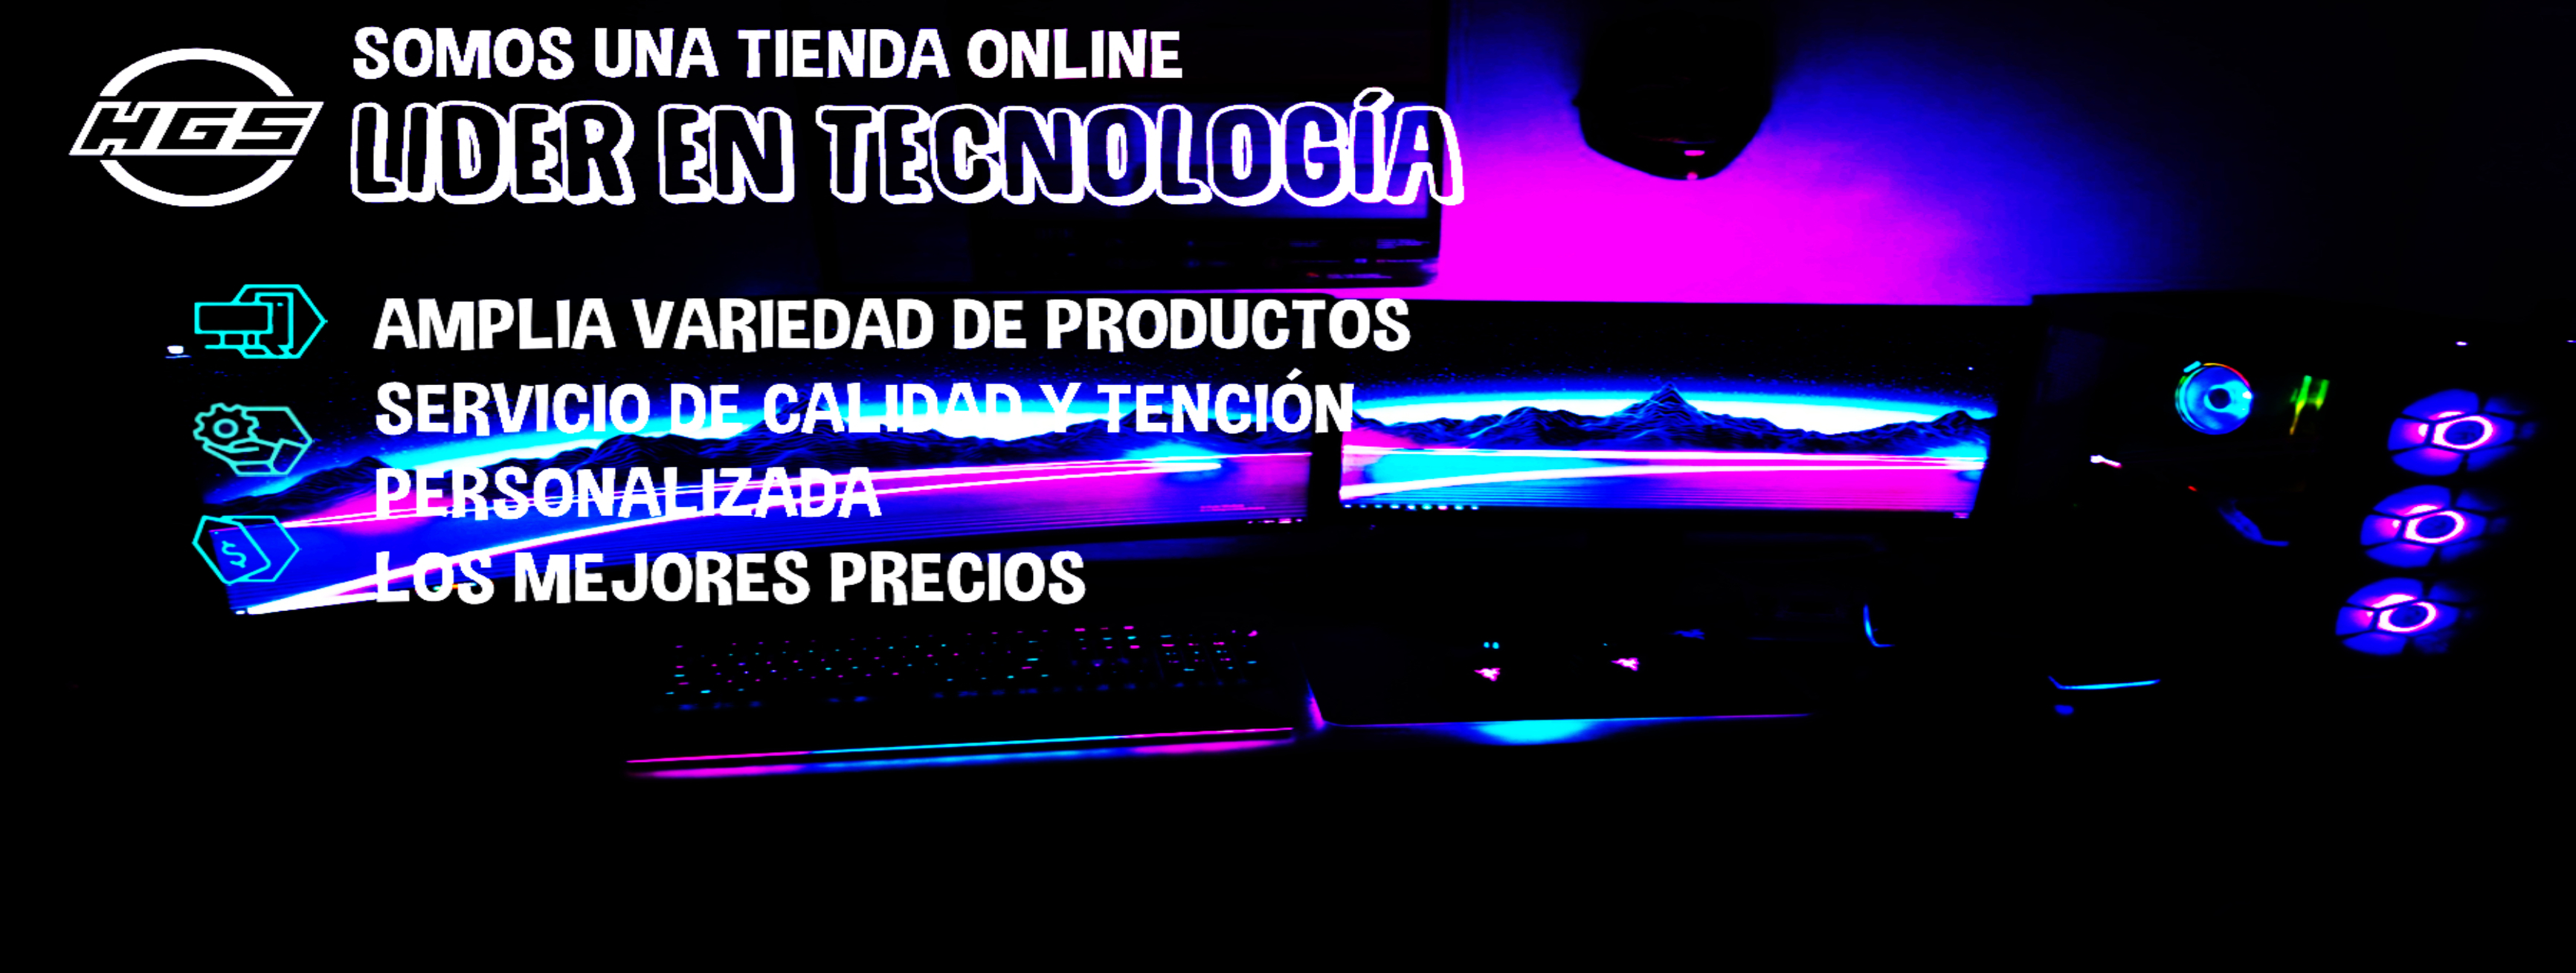 HGS
SOMOS UNA TIENDA ONLINE
LIDER EN TECNOLOGÍA
AMPLIA VARIEDAD DE PRODUCTOS
SERVICIO DE CALIDAD Y TENCIÓN
PERSONALIZADA
LOS MEJORES PRECIOS